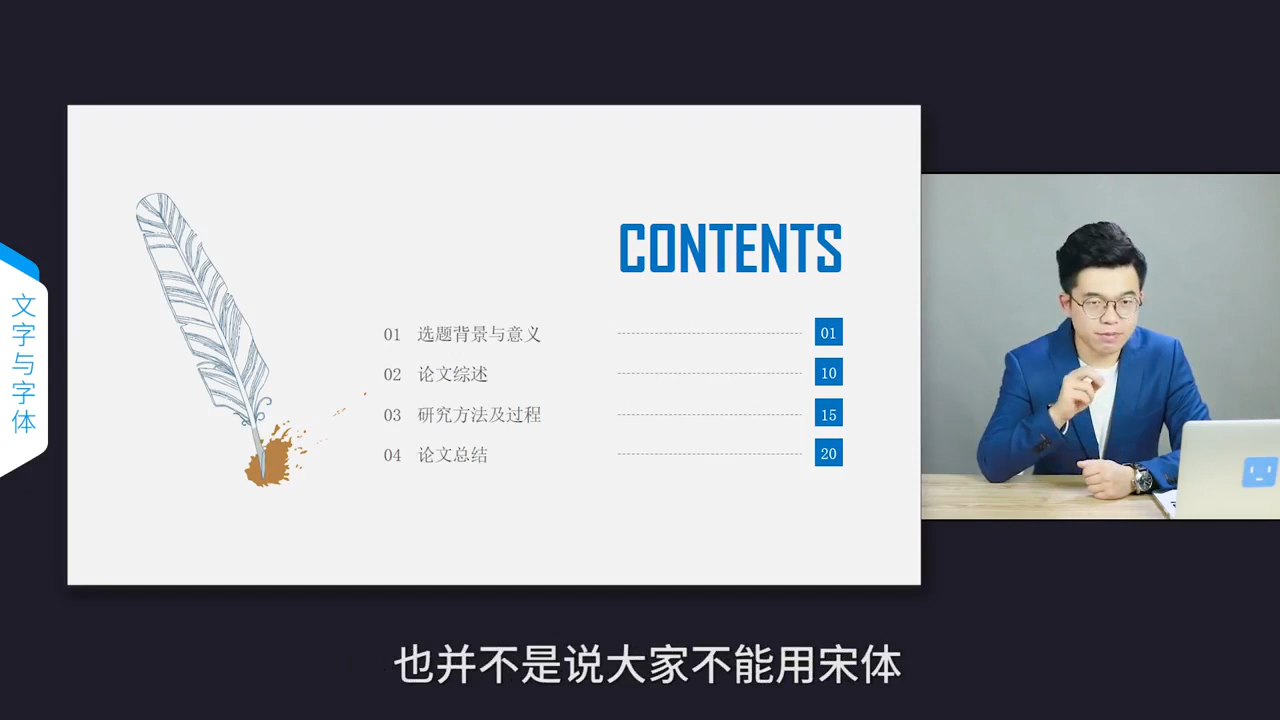 文字与字体
CONTENTS
01 选题背景与意义 01
02 论文综述 10
03 研究方法及过程 15
04 论文总结 20
也并不是说大家不能用宋体